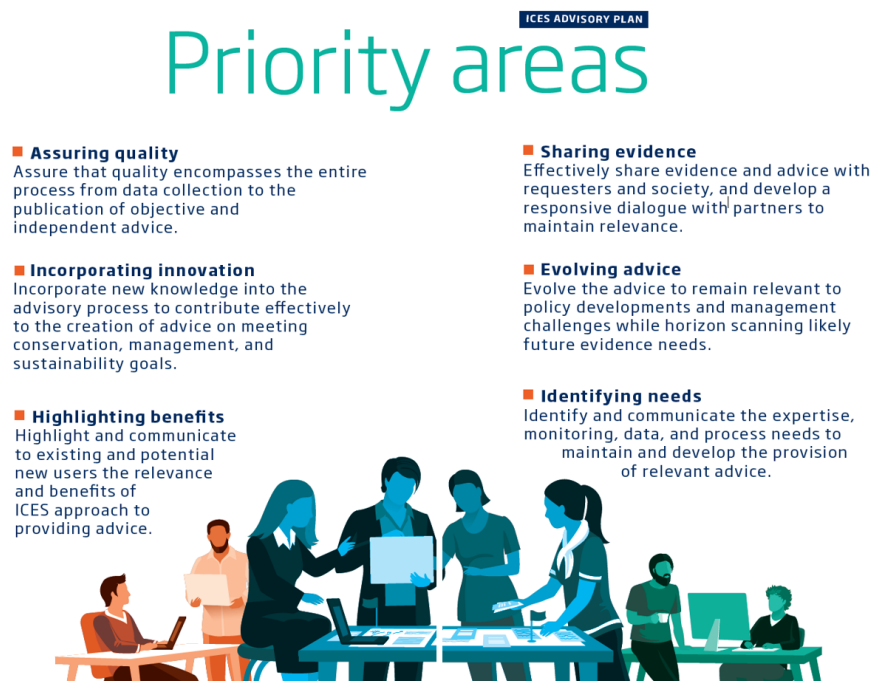 ICES ADVISORY PLAN
Priority areas
Assuring quality
Assure that quality encompasses the entire
process from data collection to the
publication of objective and
independent advice.
Incorporating innovation
Incorporate new knowledge into the
advisory process to contribute effectively
to the creation of advice on meeting
conservation, management, and
sustainability goals.
Highlighting benefits
Highlight and communicate
to existing and potential
new users the relevance
and benefits of
ICES approach to
providing advice.
Sharing evidence
Effectively share evidence and advice with
requesters and society, and develop a
responsive dialogue with partners to
maintain relevance.
Evolving advice
Evolve the advice to remain relevant to
policy developments and management
challenges while horizon scanning likely
future evidence needs.
Identifying needs
Identify and communicate the expertise,
monitoring, data, and process needs to
maintain and develop the provision
of relevant advice.